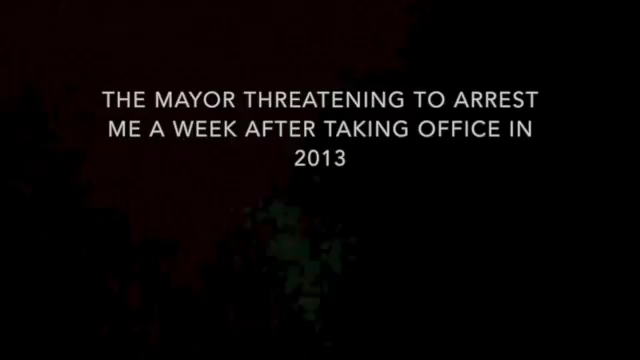 THE MAYOR THREATENING TO ARREST
ME A WEEK AFTER TAKING OFFICE IN
2013